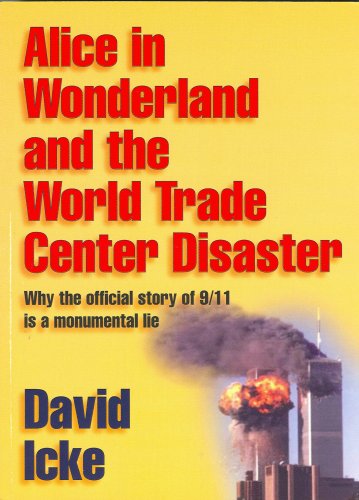 Alice in
Wonderland
and the
World Trade
Center Disaster
Why the official story of 9/11
is a monumental lie
David
Icke